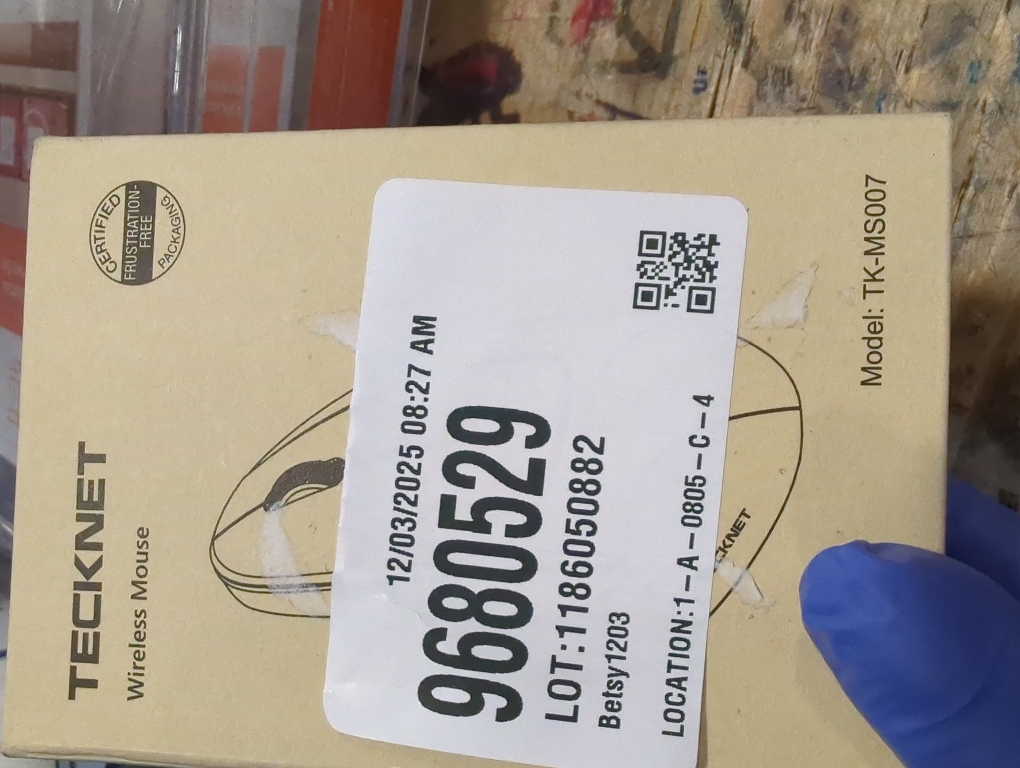 TECKNET
Wireless Mouse
CERTIFIED
FRUSTRATION-
FREE
PACKAGING
12/03/2025 08:27 AM
9680529
LOT:1186050882
Betsy1203
LOCATION:1-A-0805-C-4
CKNET
Model: TK-MS007